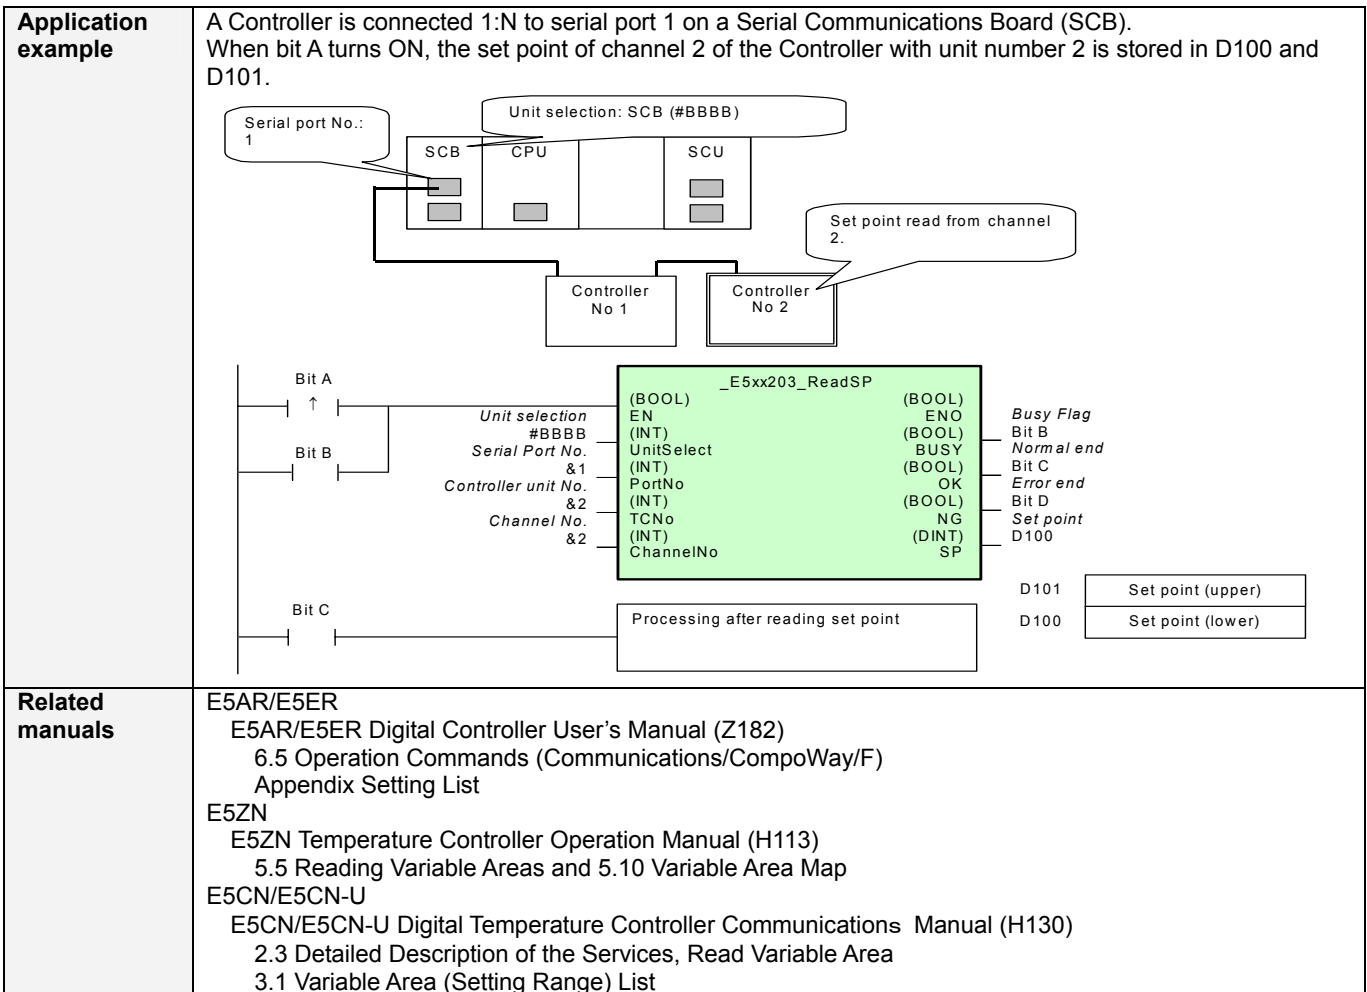 Application example
A Controller is connected 1:N to serial port 1 on a Serial Communications Board (SCB).
When bit A turns ON, the set point of channel 2 of the Controller with unit number 2 is stored in D100 and
D101.
Unit selection: SCB (#BBBB)
Serial port No.:
1
SCB CPU SCU
Set point read from channel
2.
Controller
No 1
Controller
No 2
Bit A
↑
Bit B
_E5xx203_ReadSP
(BOOL) (BOOL)
Unit selection EN ENO Busy Flag
#BBBB (INT) (BOOL) Bit B
Serial Port No. UnitSelect BUSY Normal end
&1 (INT) (BOOL) Bit C
Controller unit No. PortNo OK Error end
&2 (INT) (BOOL) Bit D
Channel No. TCNo NG Set point
&2 (INT) (DINT) D100
ChannelNo SP
D101 Set point (upper)
D100 Set point (lower)
Bit C
Processing after reading set point
Related manuals
E5AR/E5ER
E5AR/E5ER Digital Controller User’s Manual (Z182)
6.5 Operation Commands (Communications/CompoWay/F)
Appendix Setting List
E5ZN
E5ZN Temperature Controller Operation Manual (H113)
5.5 Reading Variable Areas and 5.10 Variable Area Map
E5CN/E5CN-U
E5CN/E5CN-U Digital Temperature Controller Communications Manual (H130)
2.3 Detailed Description of the Services, Read Variable Area
3.1 Variable Area (Setting Range) List